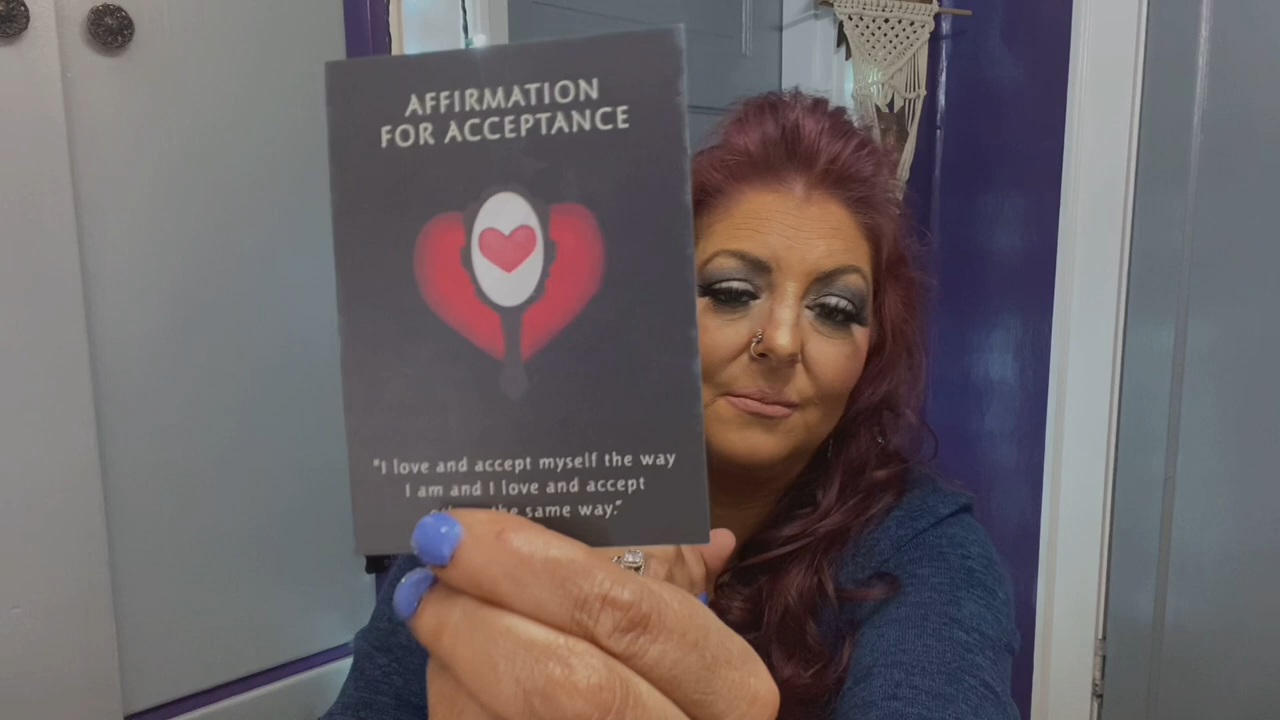 AFFIRMATION
FOR ACCEPTANCE
"I love and accept myself the way
I am and I love and accept
the same way."